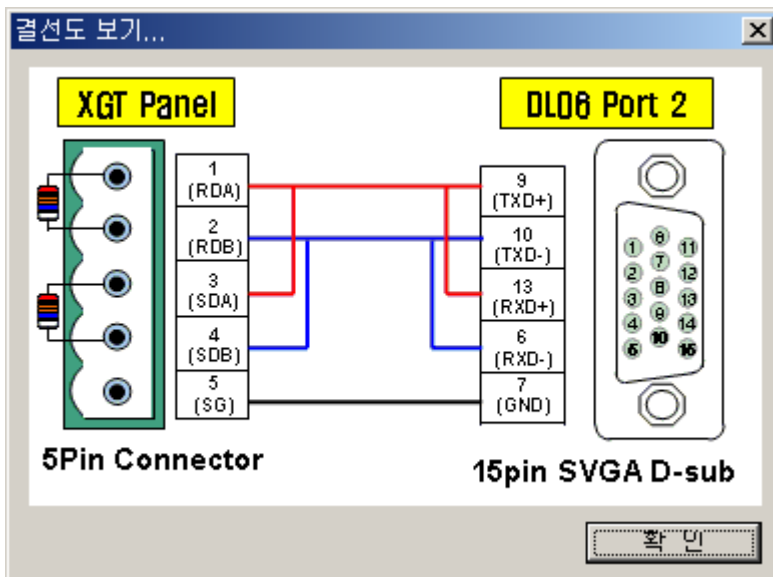 결선도 보기...
XGT Panel
DL06 Port 2
1
(RDA)
2
(RDB)
3
(SDA)
4
(SDB)
5
(SG)
9
(TXD+)
10
(TXD-)
13
(RXD+)
6
(RXD-)
7
(GND)
1
2
3
4
5
6
7
8
9
10
11
12
13
14
15
5Pin Connector
15pin SVGA D-sub
확 인